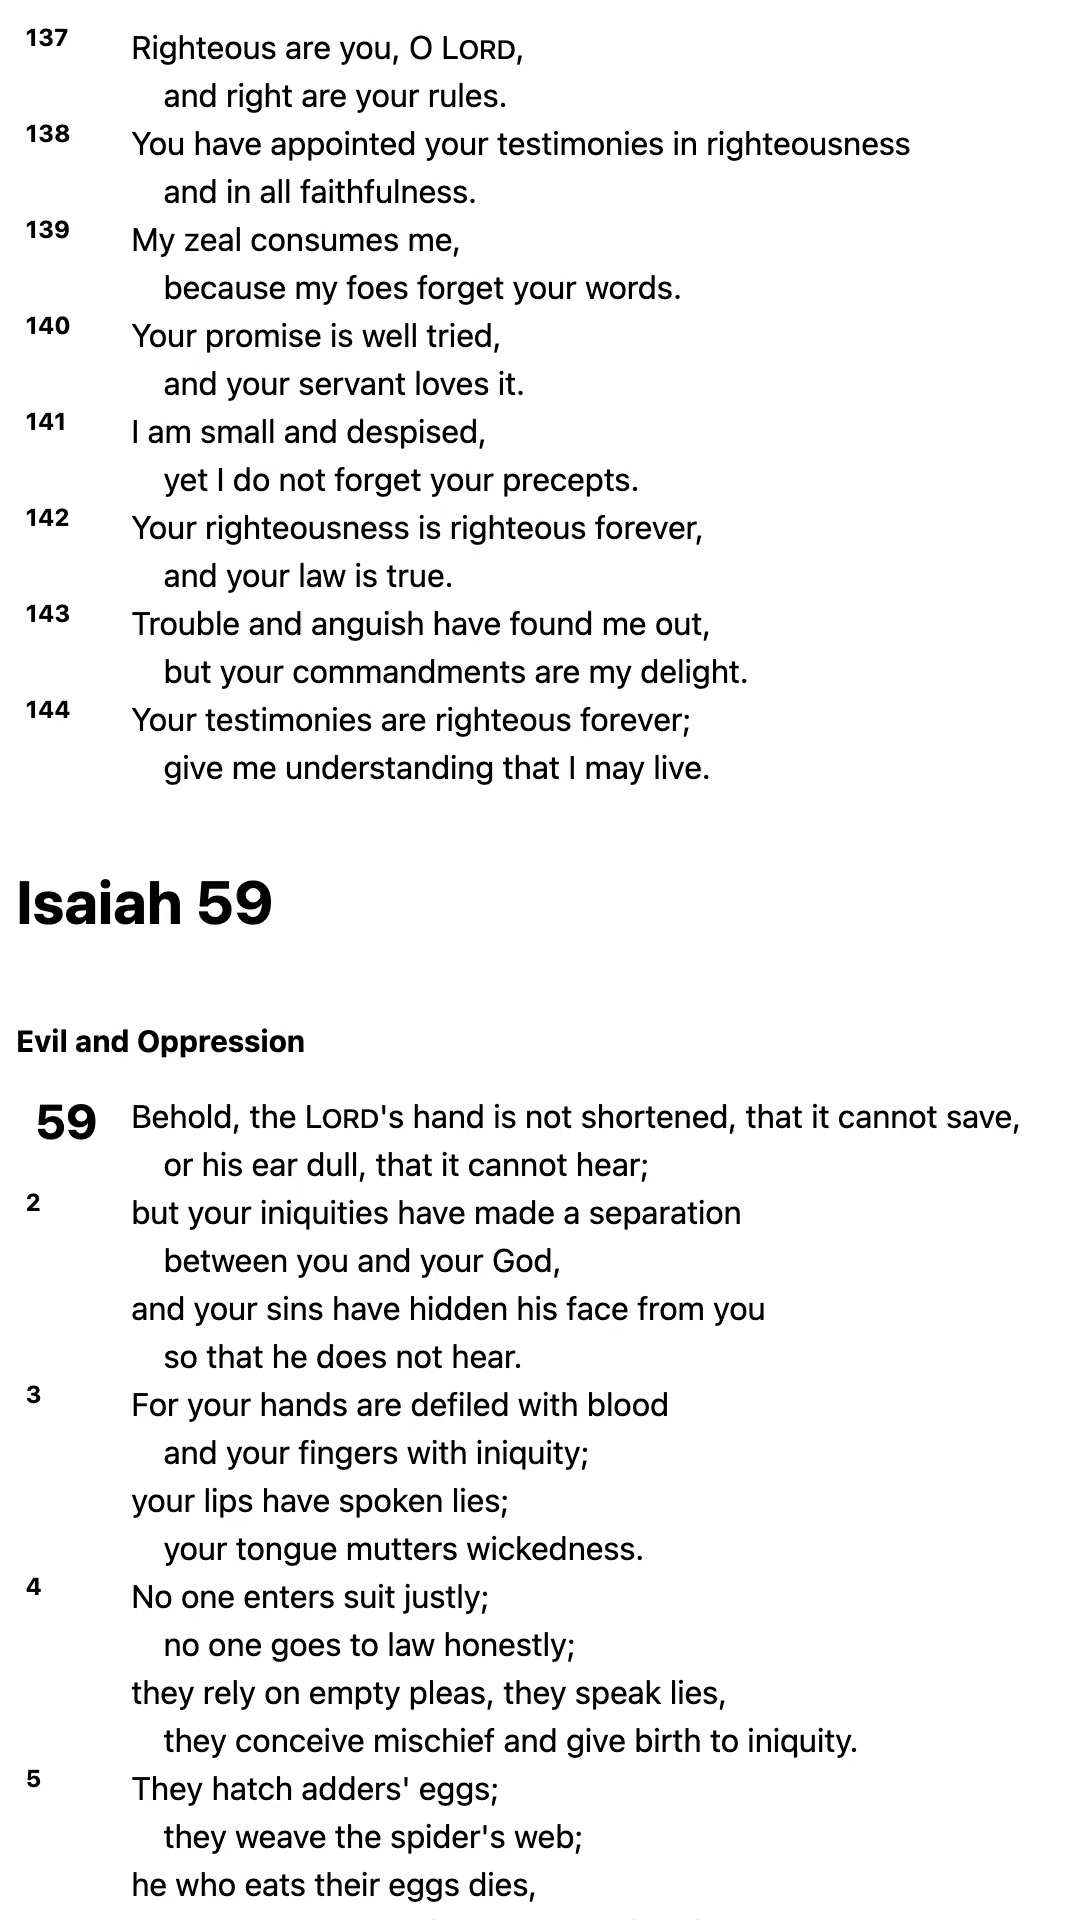 137 Righteous are you, O LORD,
and right are your rules.
138 You have appointed your testimonies in righteousness
and in all faithfulness.
139 My zeal consumes me,
because my foes forget your words.
140 Your promise is well tried,
and your servant loves it.
141 I am small and despised,
yet I do not forget your precepts.
142 Your righteousness is righteous forever,
and your law is true.
143 Trouble and anguish have found me out,
but your commandments are my delight.
144 Your testimonies are righteous forever;
give me understanding that I may live.
Isaiah 59
Evil and Oppression
59 Behold, the LORD's hand is not shortened, that it cannot save,
or his ear dull, that it cannot hear;
2 but your iniquities have made a separation
between you and your God,
and your sins have hidden his face from you
so that he does not hear.
3 For your hands are defiled with blood
and your fingers with iniquity;
your lips have spoken lies;
your tongue mutters wickedness.
4 No one enters suit justly;
no one goes to law honestly;
they rely on empty pleas, they speak lies,
they conceive mischief and give birth to iniquity.
5 They hatch adders' eggs;
they weave the spider's web;
he who eats their eggs dies,